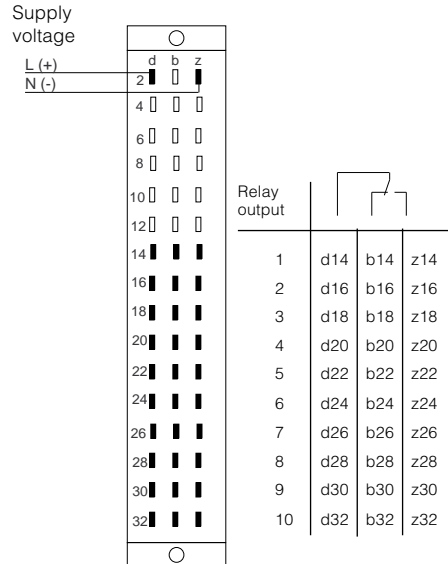 Supply
voltage
L (+)
N (-)
d b z
2
4
6
8
10
12
14
16
18
20
22
24
26
28
30
32
Relay
output
1 d14 b14 z14
2 d16 b16 z16
3 d18 b18 z18
4 d20 b20 z20
5 d22 b22 z22
6 d24 b24 z24
7 d26 b26 z26
8 d28 b28 z28
9 d30 b30 z30
10 d32 b32 z32